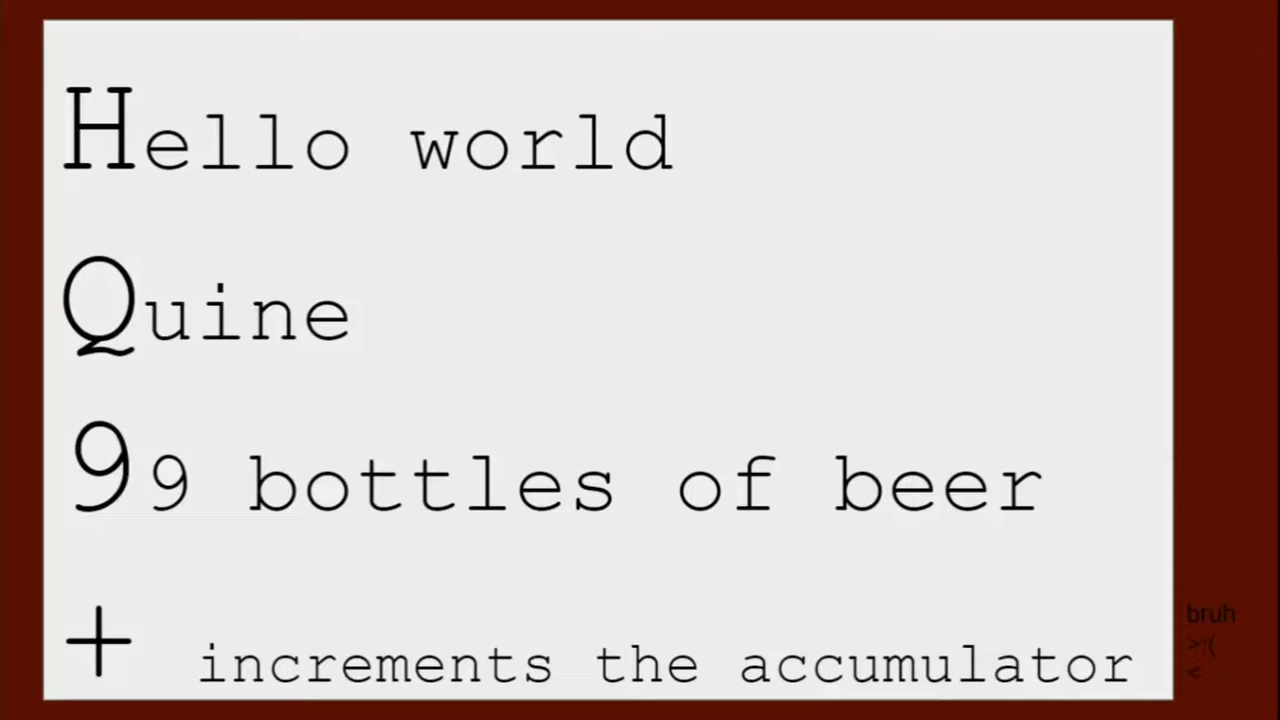 Hello world
Quine
99 bottles of beer
+ increments the accumulator
bruh
>:(
<